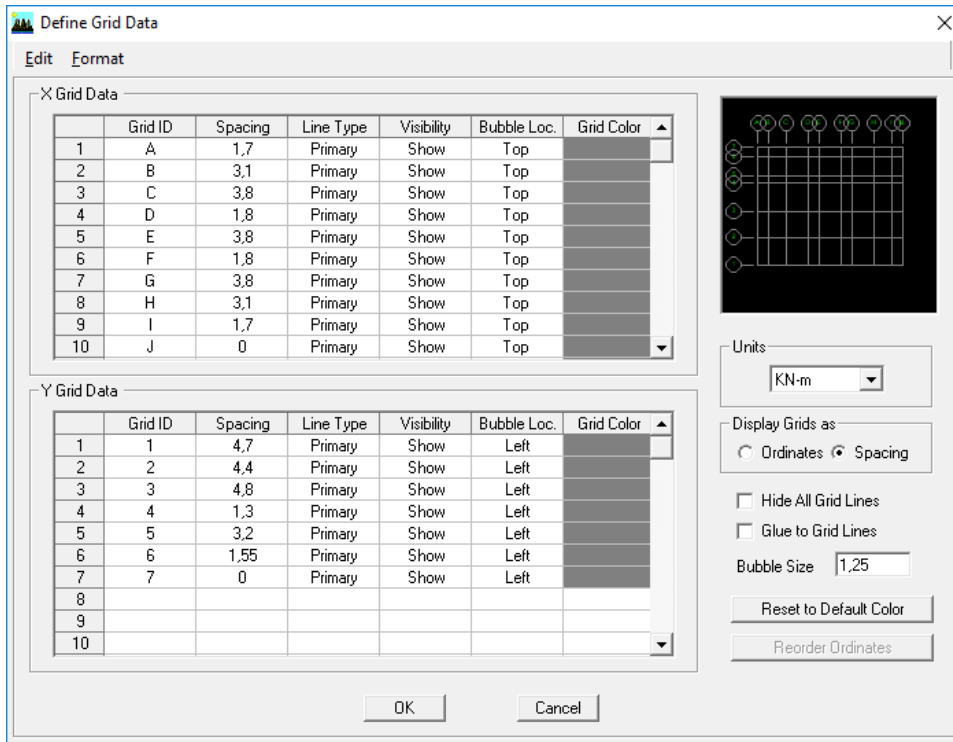 Define Grid Data
Edit Format
X Grid Data
Grid ID Spacing Line Type Visibility Bubble Loc. Grid Color
1 A 1,7 Primary Show Top
2 B 3,1 Primary Show Top
3 C 3,8 Primary Show Top
4 D 1,8 Primary Show Top
5 E 3,8 Primary Show Top
6 F 1,8 Primary Show Top
7 G 3,8 Primary Show Top
8 H 3,1 Primary Show Top
9 I 1,7 Primary Show Top
10 J 0 Primary Show Top
Y Grid Data
Grid ID Spacing Line Type Visibility Bubble Loc. Grid Color
1 1 4,7 Primary Show Left
2 2 4,4 Primary Show Left
3 3 4,8 Primary Show Left
4 4 1,3 Primary Show Left
5 5 3,2 Primary Show Left
6 6 1,55 Primary Show Left
7 7 0 Primary Show Left
8
9
10
Units
KN-m
Display Grids as
Ordinates Spacing
Hide All Grid Lines
Glue to Grid Lines
Bubble Size 1,25
Reset to Default Color
Reorder Ordinates
OK Cancel